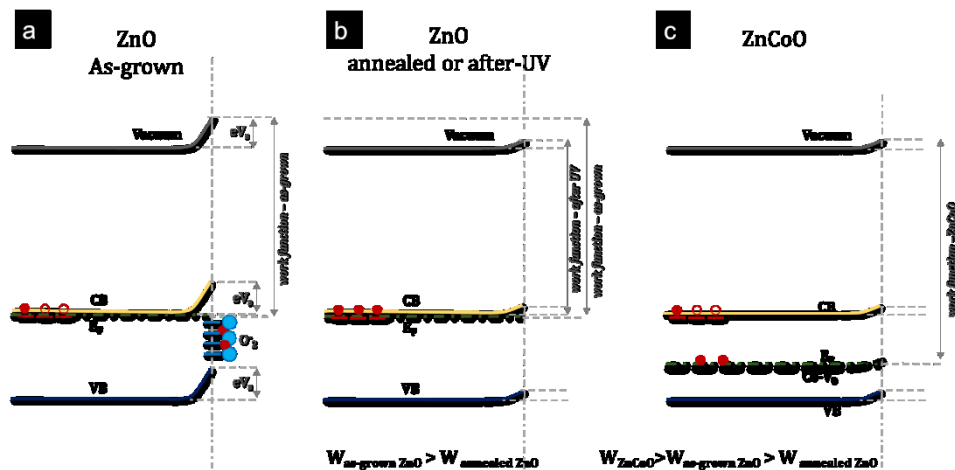 a
ZnO
As-grown
Vacuum
eVs
work function - as-grown
CB
eVs
EF
O-2
VB
eVs
b
ZnO
annealed or after-UV
Vacuum
work function - after UV
work function - as-grown
CB
EF
VB
Was-grown ZnO > Wannealed ZnO
c
ZnCoO
Vacuum
work function - ZnCoO
CB
EF
Co-VO
VB
WZnCoO>Was-grown ZnO > Wannealed ZnO